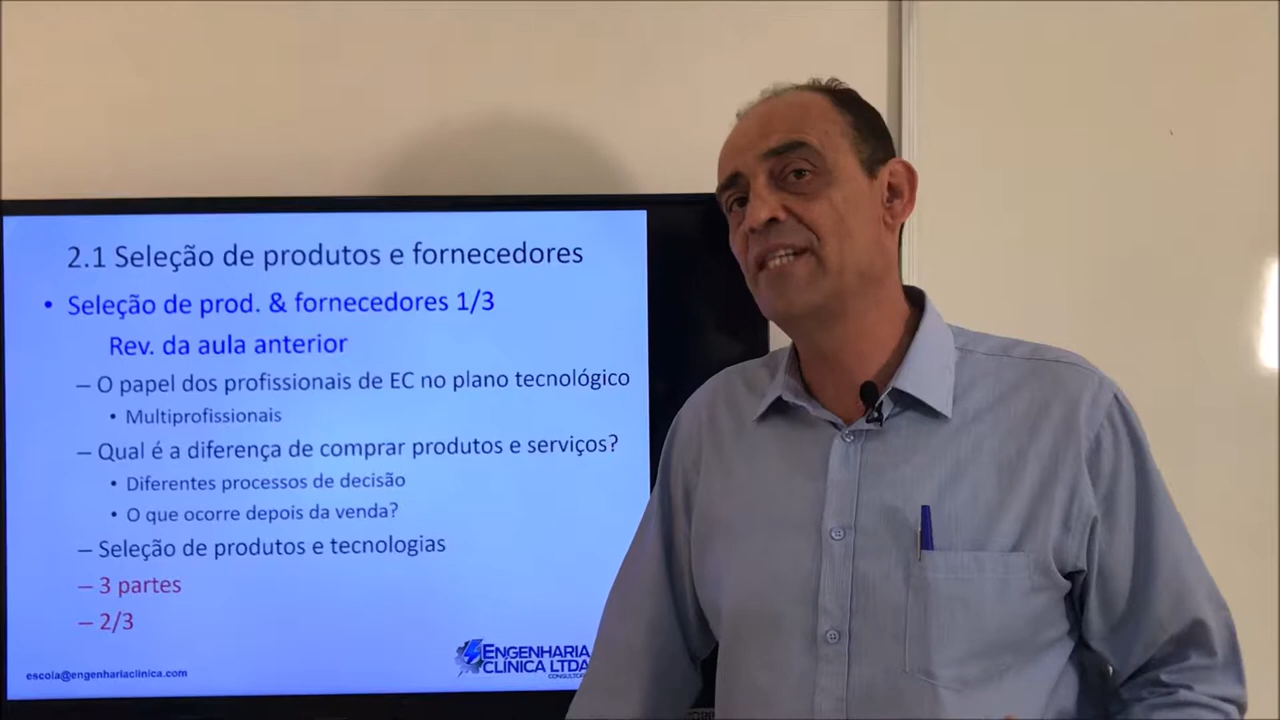 2.1 Seleção de produtos e fornecedores
• Seleção de prod. & fornecedores 1/3
Rev. da aula anterior
– O papel dos profissionais de EC no plano tecnológico
• Multiprofissionais
– Qual é a diferença de comprar produtos e serviços?
• Diferentes processos de decisão
• O que ocorre depois da venda?
– Seleção de produtos e tecnologias
– 3 partes
– 2/3
escola@engenhariaclinica.com
ENGENHARIA
CLÍNICA LTDA